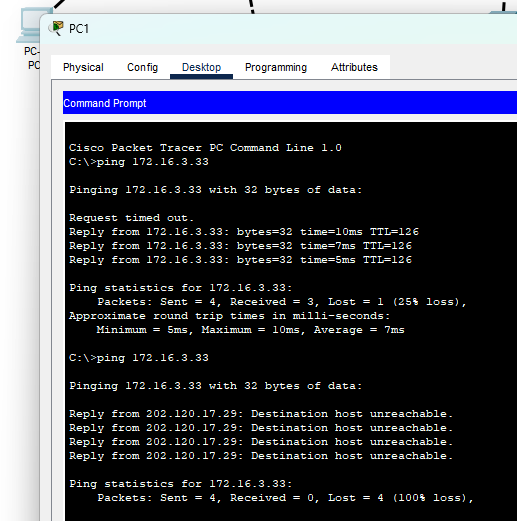 PC1
PC-
PC
Physical Config Desktop Programming Attributes
Command Prompt
Cisco Packet Tracer PC Command Line 1.0
C:\>ping 172.16.3.33
Pinging 172.16.3.33 with 32 bytes of data:
Request timed out.
Reply from 172.16.3.33: bytes=32 time=10ms TTL=126
Reply from 172.16.3.33: bytes=32 time=7ms TTL=126
Reply from 172.16.3.33: bytes=32 time=5ms TTL=126
Ping statistics for 172.16.3.33:
Packets: Sent = 4, Received = 3, Lost = 1 (25% loss),
Approximate round trip times in milli-seconds:
Minimum = 5ms, Maximum = 10ms, Average = 7ms
C:\>ping 172.16.3.33
Pinging 172.16.3.33 with 32 bytes of data:
Reply from 202.120.17.29: Destination host unreachable.
Reply from 202.120.17.29: Destination host unreachable.
Reply from 202.120.17.29: Destination host unreachable.
Reply from 202.120.17.29: Destination host unreachable.
Ping statistics for 172.16.3.33:
Packets: Sent = 4, Received = 0, Lost = 4 (100% loss),